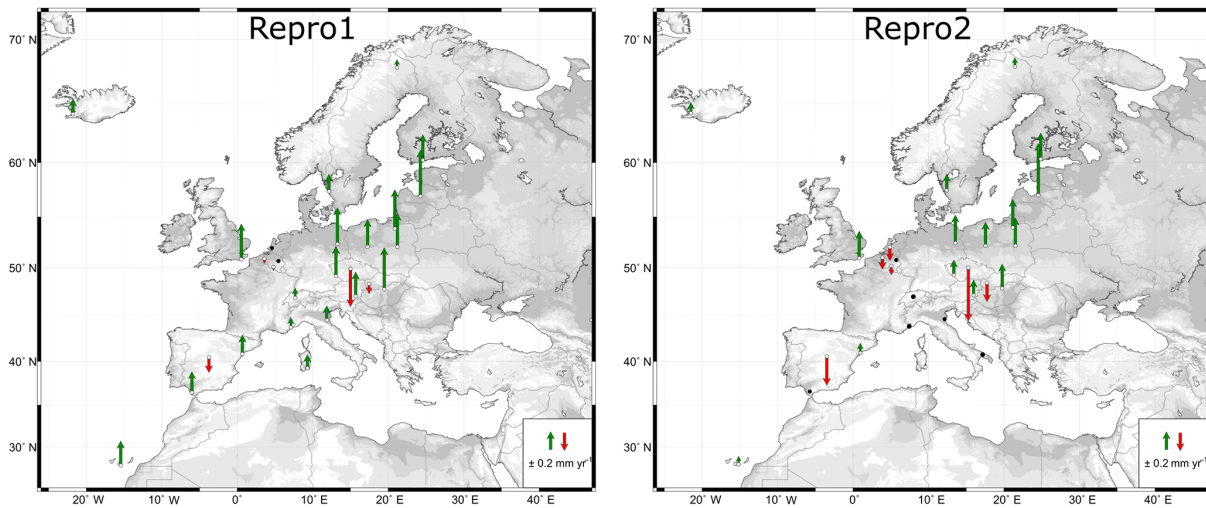 Repro1
70° N
60° N
50° N
40° N
30° N
± 0.2 mm yr⁻¹
20° W
10° W
0°
10° E
20° E
30° E
40° E
Repro2
70° N
60° N
50° N
40° N
30° N
± 0.2 mm yr⁻¹
20° W
10° W
0°
10° E
20° E
30° E
40° E